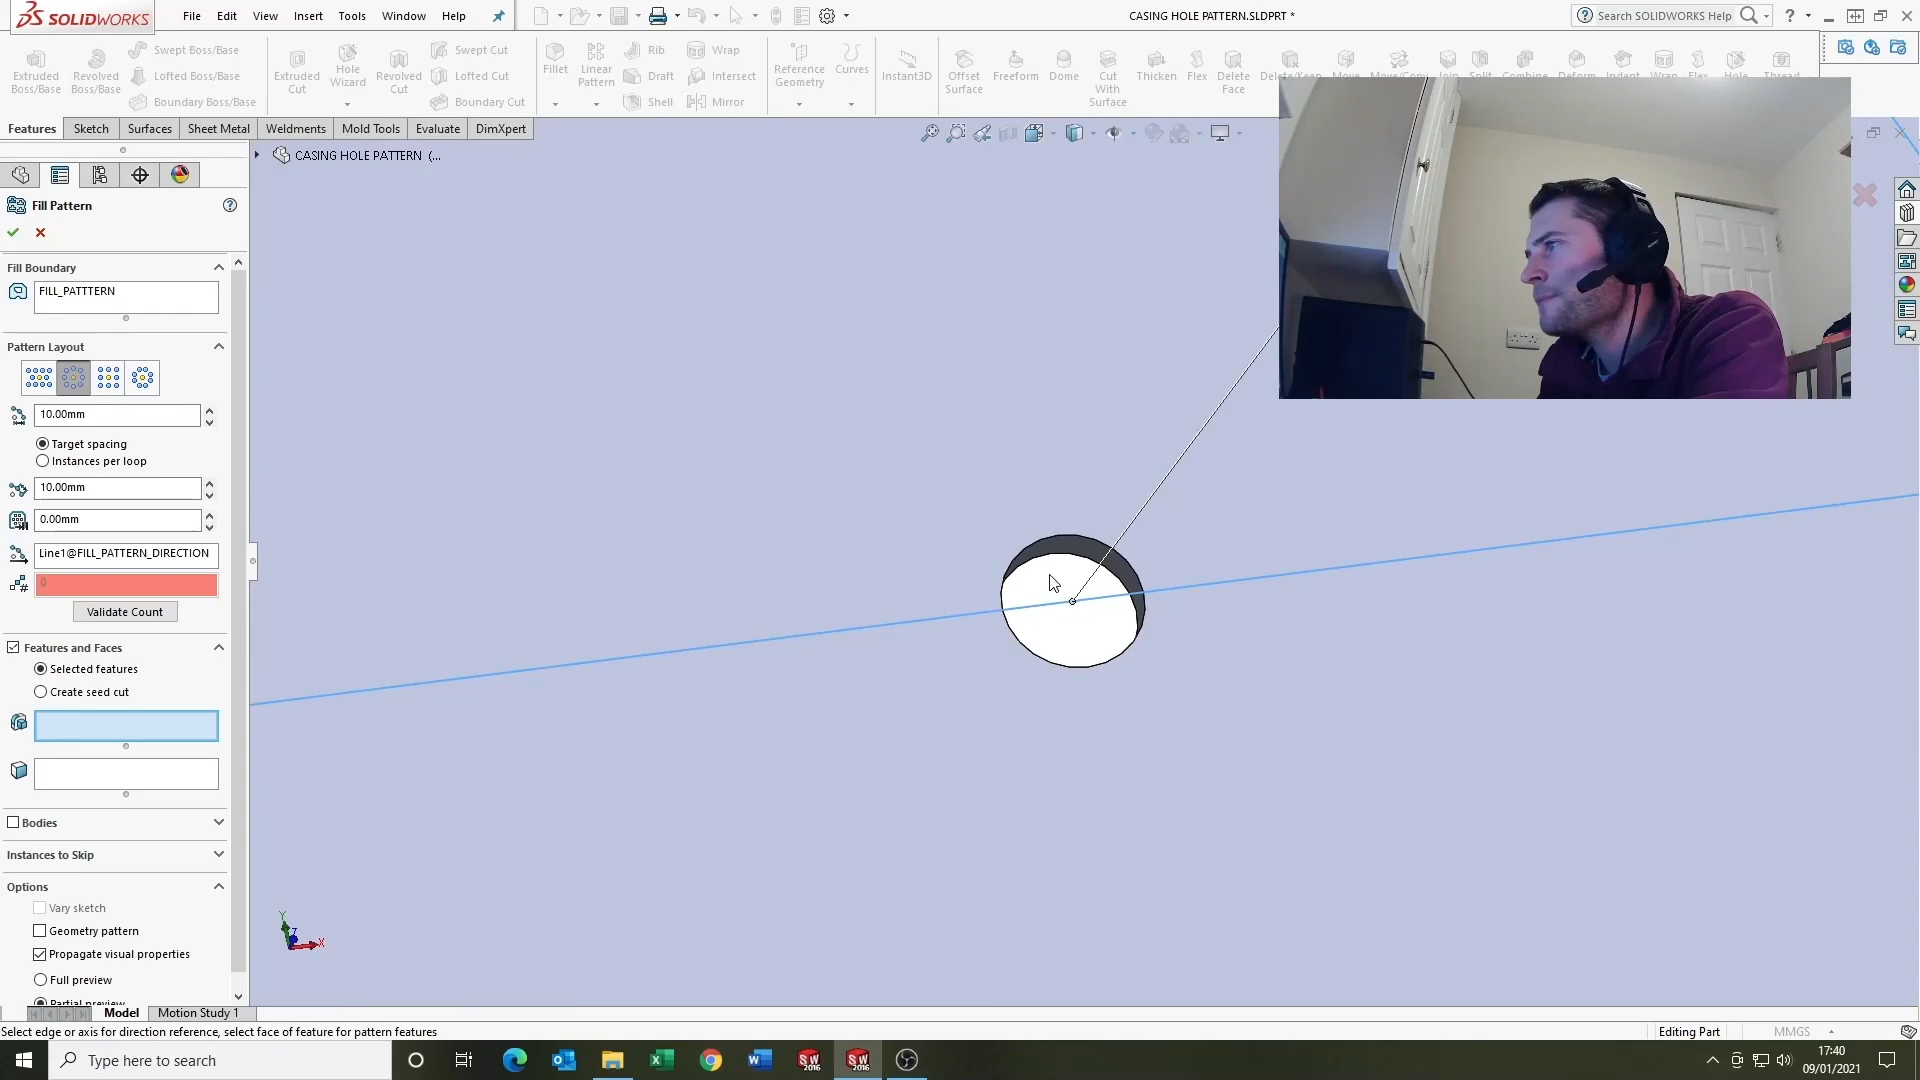 SOLIDWORKS
File Edit View Insert Tools Window Help
CASING HOLE PATTERN.SLDPRT *
Search SOLIDWORKS Help
Extruded Boss/Base
Revolved Boss/Base
Swept Boss/Base
Lofted Boss/Base
Boundary Boss/Base
Extruded Cut
Hole Wizard
Revolved Cut
Swept Cut
Lofted Cut
Boundary Cut
Fillet
Linear Pattern
Rib
Draft
Shell
Wrap
Intersect
Mirror
Reference Geometry
Curves
Instant3D
Offset Surface
Freeform
Dome
Cut With Surface
Thicken
Flex
Delete Face
Features Sketch Surfaces Sheet Metal Weldments Mold Tools Evaluate DimXpert
CASING HOLE PATTERN (...
Fill Pattern
Fill Boundary
FILL_PATTTERN
Pattern Layout
10.00mm
Target spacing
Instances per loop
10.00mm
0.00mm
Line1@FILL_PATTERN_DIRECTION
0
Validate Count
Features and Faces
Selected features
Create seed cut
Bodies
Instances to Skip
Options
Vary sketch
Geometry pattern
Propagate visual properties
Full preview
Partial preview
Y
Z
X
Model Motion Study 1
Select edge or axis for direction reference, select face of feature for pattern features
Editing Part
MMGS
Type here to search
17:40
09/01/2021